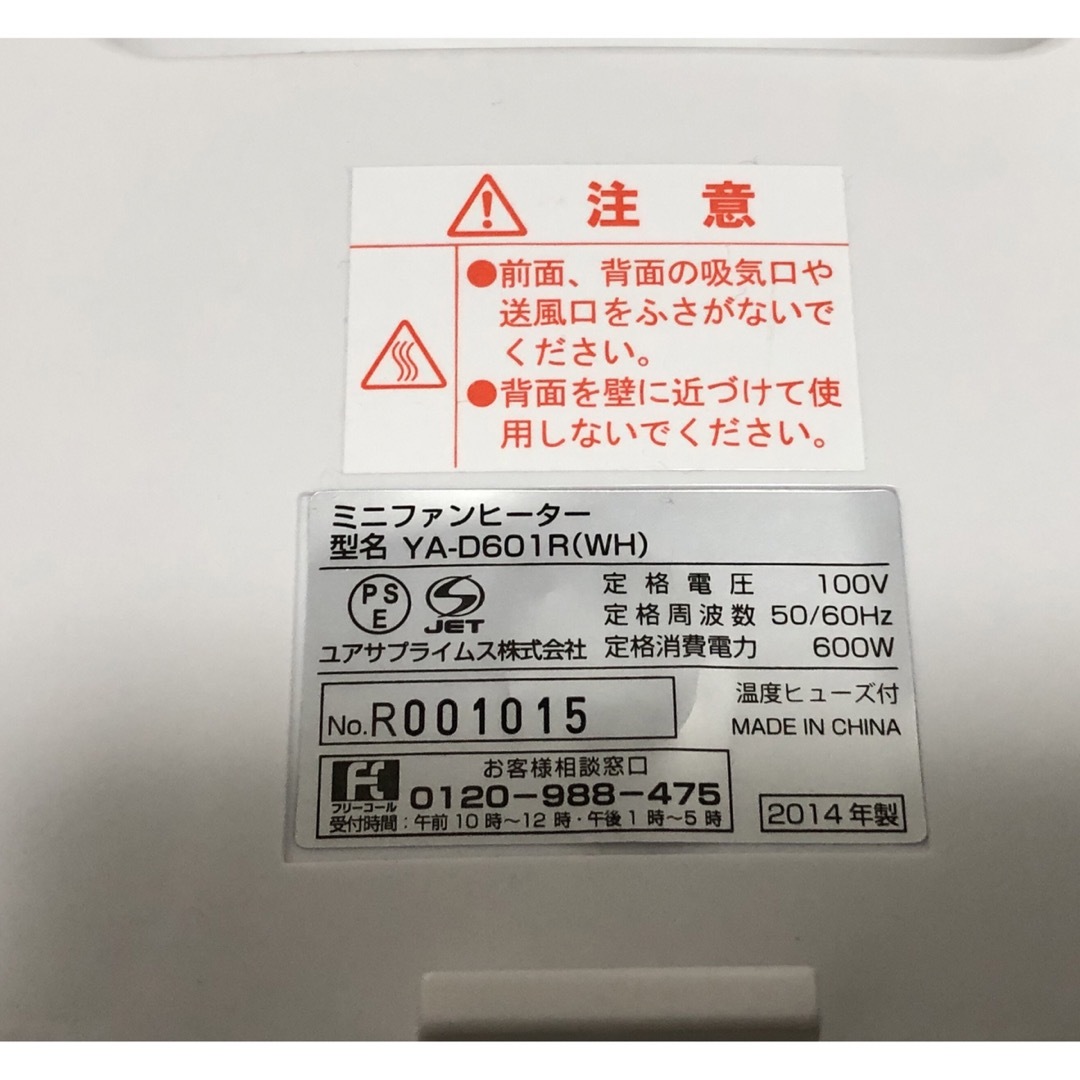 注意
●前面、背面の吸気口や
送風口をふさがないで
ください。
●背面を壁に近づけて使
用しないでください。
ミニファンヒーター
型名 YA-D601R(WH)
PS
E
JET
定格電圧 100V
定格周波数 50/60Hz
ユアサプライムス株式会社 定格消費電力 600W
No.R001015
温度ヒューズ付
MADE IN CHINA
お客様相談窓口
フリーコール 0120-988-475
受付時間：午前10時～12時・午後1時～5時
2014年製